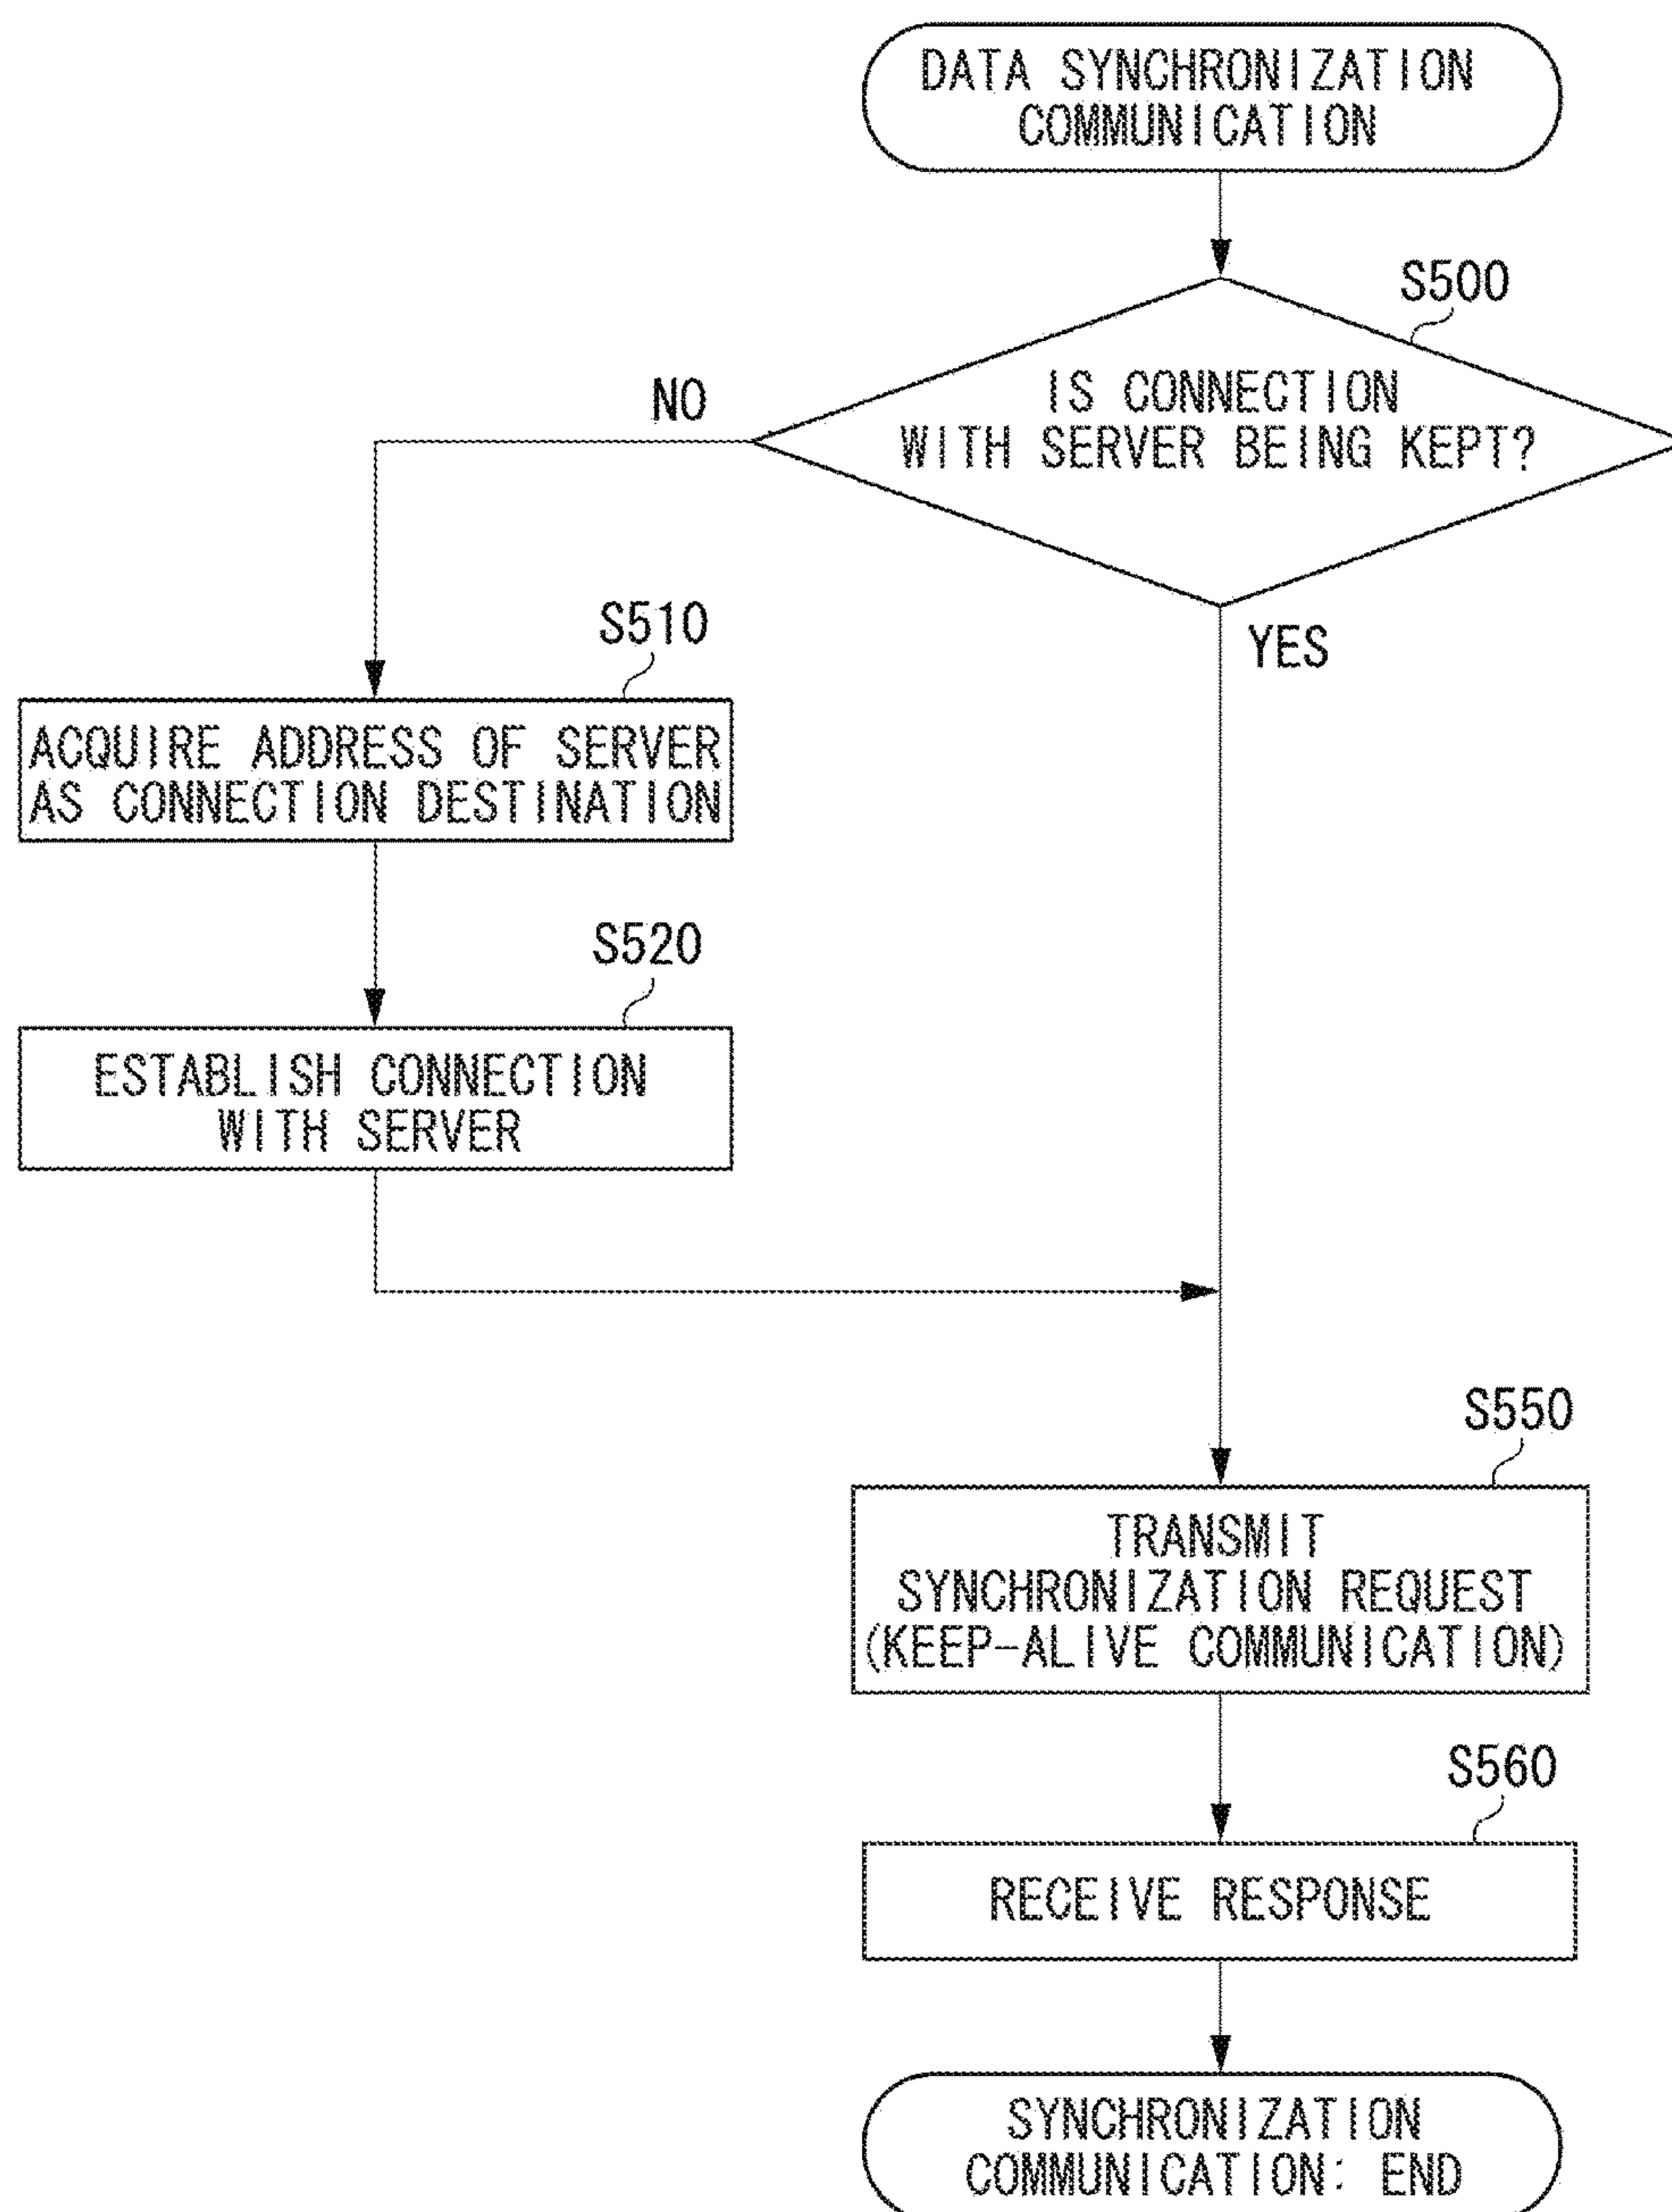 DATA SYNCHRONIZATION
COMMUNICATION
S500
IS CONNECTION
WITH SERVER BEING KEPT?
NO
YES
S510
ACQUIRE ADDRESS OF SERVER
AS CONNECTION DESTINATION
S520
ESTABLISH CONNECTION
WITH SERVER
S550
TRANSMIT
SYNCHRONIZATION REQUEST
(KEEP-ALIVE COMMUNICATION)
S560
RECEIVE RESPONSE
SYNCHRONIZATION
COMMUNICATION: END